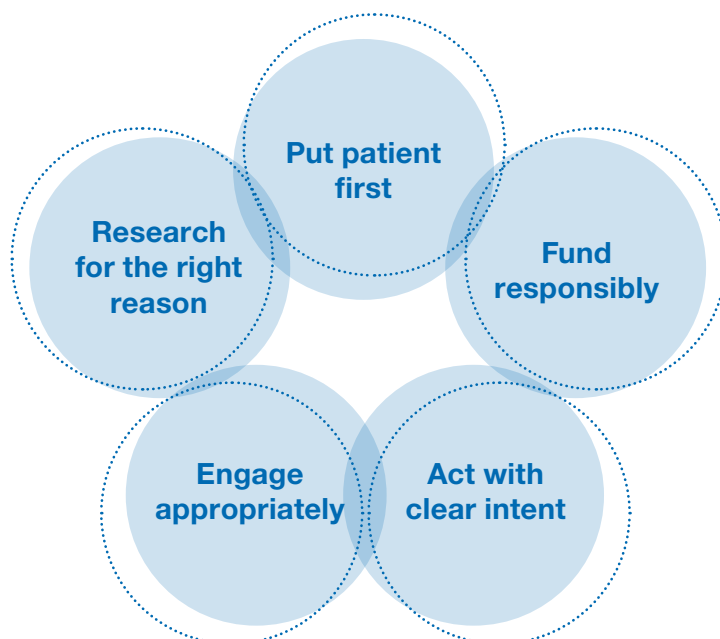 Put patient
first
Fund
responsibly
Act with
clear intent
Engage
appropriately
Research
for the right
reason